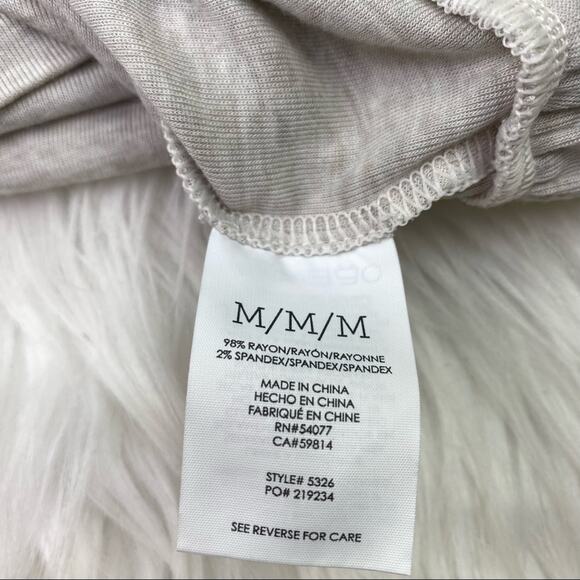 M/M/M
98% RAYON/RAYÓN/RAYONNE
2% SPANDEX/SPANDEX/SPANDEX
MADE IN CHINA
HECHO EN CHINA
FABRIQUÉ EN CHINE
RN#54077
CA#59814
STYLE# 5326
PO# 219234
SEE REVERSE FOR CARE